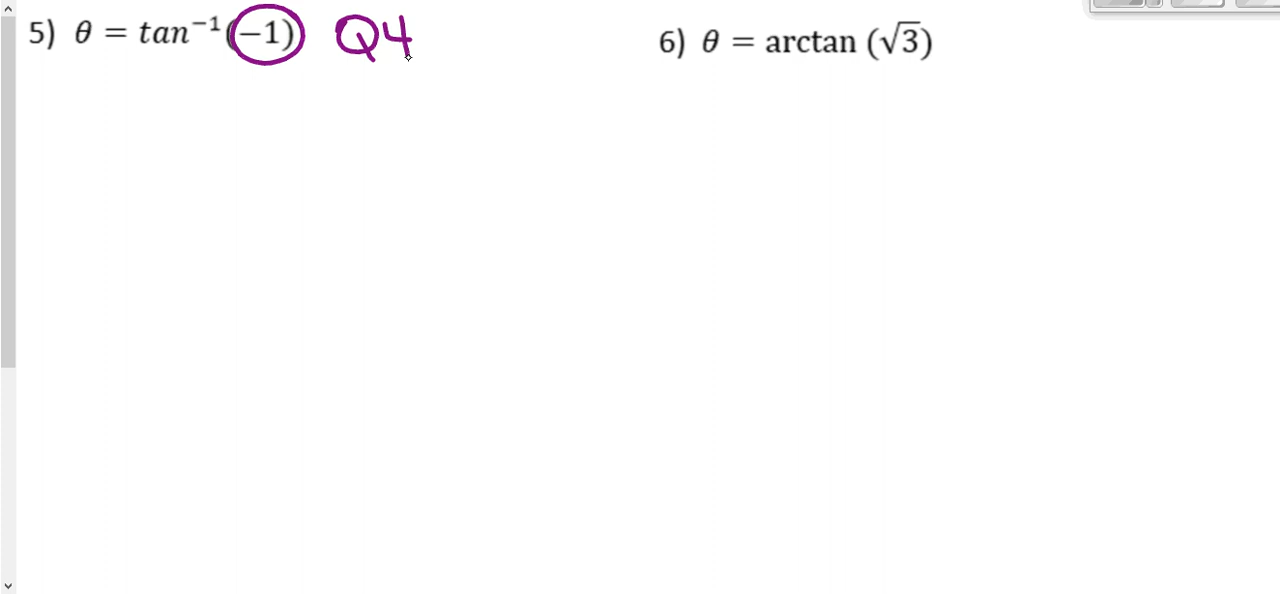 5) θ = tan⁻¹(−1) Q4
6) θ = arctan (√3)